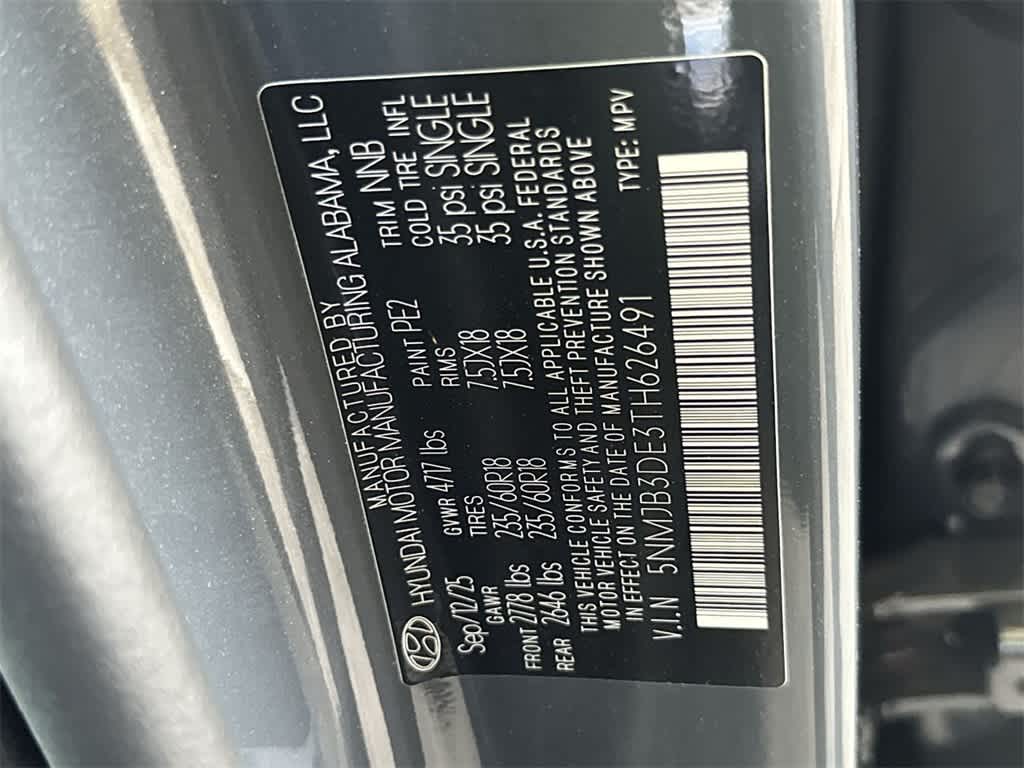 MANUFACTURED BY
HYUNDAI MOTOR MANUFACTURING ALABAMA, LLC
Sep/12/25 GVWR 4717 lbs PAINT PE2 TRIM NNB
GAWR TIRES RIMS COLD TIRE INFL
FRONT 2778 lbs 235/60R18 7.5JX18 35 psi SINGLE
REAR 2646 lbs 235/60R18 7.5JX18 35 psi SINGLE
THIS VEHICLE CONFORMS TO ALL APPLICABLE U.S.A. FEDERAL
MOTOR VEHICLE SAFETY AND THEFT PREVENTION STANDARDS
IN EFFECT ON THE DATE OF MANUFACTURE SHOWN ABOVE
TYPE: MPV
V.I.N 5NMJB3DE3TH626491